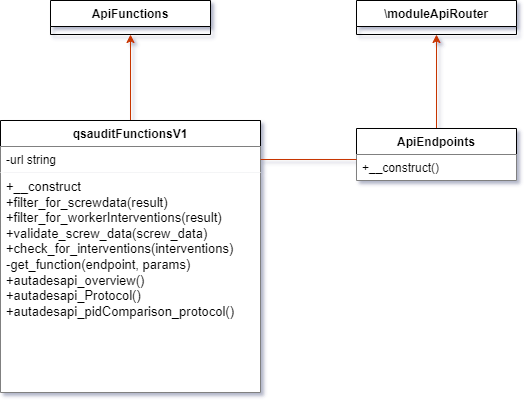 ApiFunctions
\moduleApiRouter
qsauditFunctionsV1
-url string
+__construct
+filter_for_screwdata(result)
+filter_for_workerInterventions(result)
+validate_screw_data(screw_data)
+check_for_interventions(interventions)
-get_function(endpoint, params)
+autadesapi_overview()
+autadesapi_Protocol()
+autadesapi_pidComparison_protocol()
ApiEndpoints
+__construct()